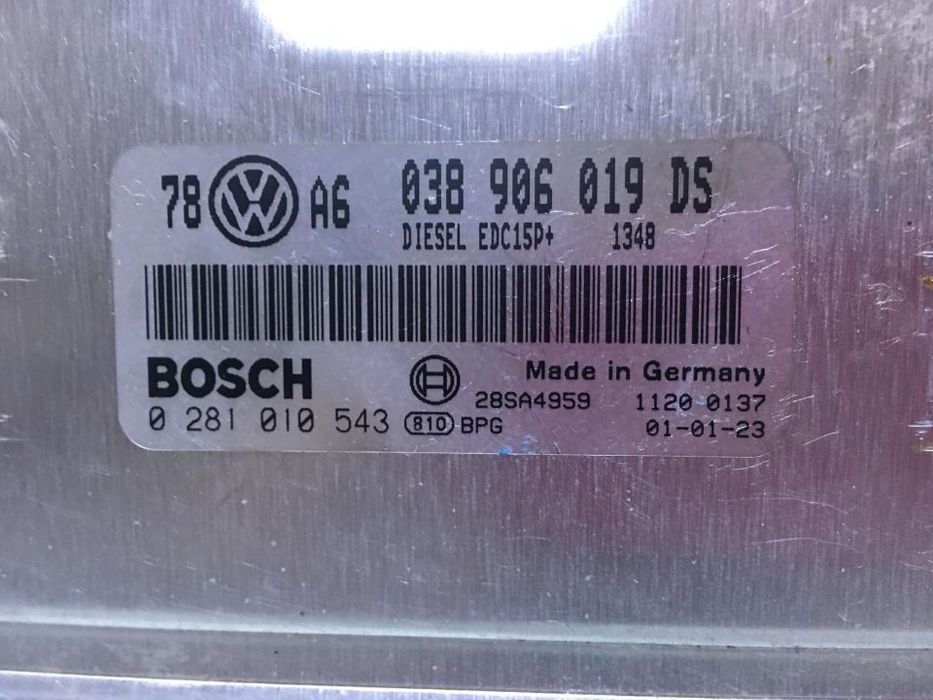 78 VW A6 038 906 019 DS
DIESEL EDC15P+ 1348
BOSCH Made in Germany
28SA4959 1120 0137
0 281 010 543 810 BPG 01-01-23